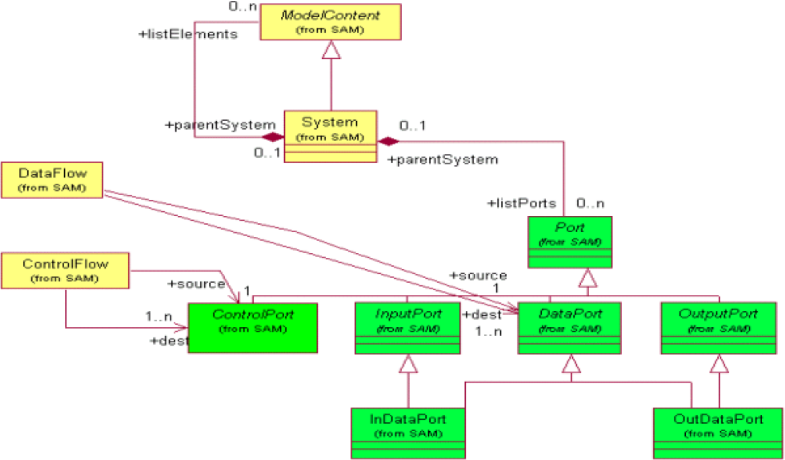 0..n
ModelContent
(from SAM)
+listElements
System
(from SAM)
+parentSystem
0..1
0..1
+parentSystem
DataFlow
(from SAM)
+listPorts
0..n
Port
(from SAM)
ControlFlow
(from SAM)
+source
1
+source
1
ControlPort
(from SAM)
1..n
+dest
InputPort
(from SAM)
+dest
1..n
DataPort
(from SAM)
OutputPort
(from SAM)
InDataPort
(from SAM)
OutDataPort
(from SAM)